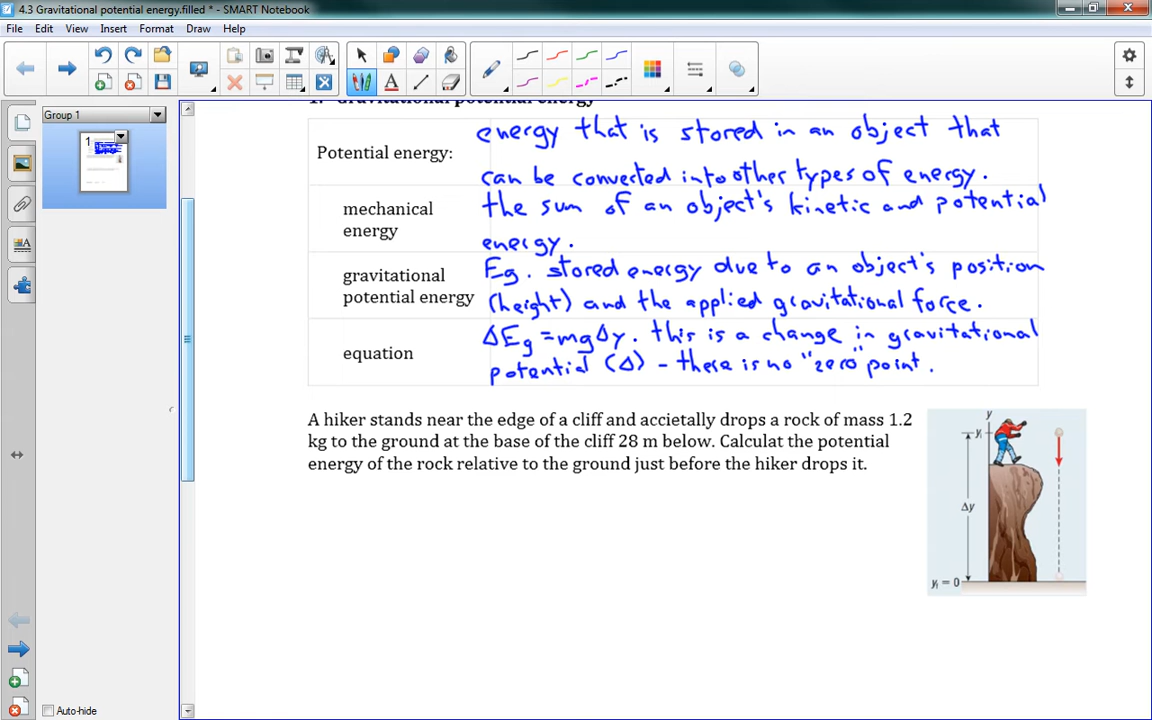 4.3 Gravitational potential energy.filled * - SMART Notebook
File Edit View Insert Format Draw Help
Group 1
1
1. Gravitational potential energy
Potential energy: energy that is stored in an object that
can be converted into other types of energy.
mechanical energy the sum of an object's kinetic and potential
energy.
gravitational potential energy Eg. stored energy due to an object's position
(height) and the applied gravitational force.
equation ΔEg = mgΔy. this is a change in gravitational
potential (Δ) - there is no "zero" point.
A hiker stands near the edge of a cliff and accietally drops a rock of mass 1.2
kg to the ground at the base of the cliff 28 m below. Calculat the potential
energy of the rock relative to the ground just before the hiker drops it.
y
Δy
Auto-hide